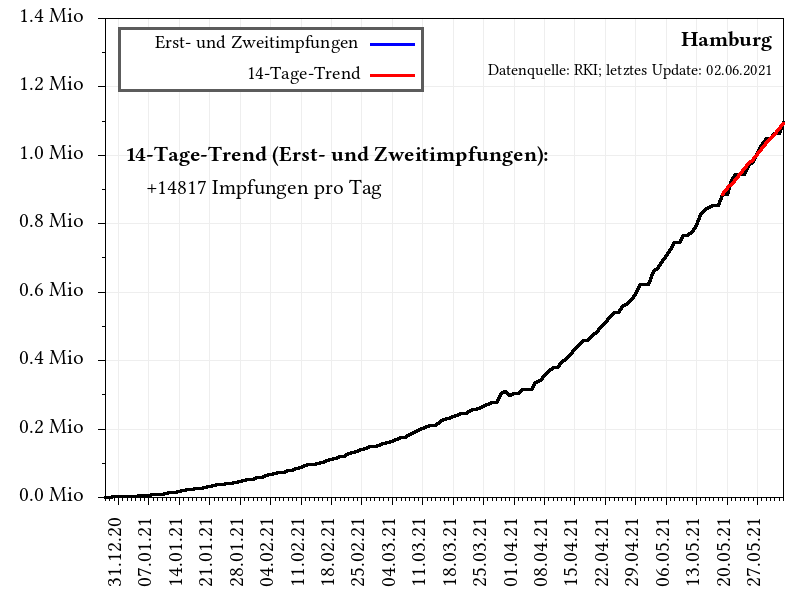 1.4 Mio
1.2 Mio
1.0 Mio
0.8 Mio
0.6 Mio
0.4 Mio
0.2 Mio
0.0 Mio
Erst- und Zweitimpfungen
14-Tage-Trend
Hamburg
Datenquelle: RKI; letztes Update: 02.06.2021
14-Tage-Trend (Erst- und Zweitimpfungen):
+14817 Impfungen pro Tag
31.12.20
07.01.21
14.01.21
21.01.21
28.01.21
04.02.21
11.02.21
18.02.21
25.02.21
04.03.21
11.03.21
18.03.21
25.03.21
01.04.21
08.04.21
15.04.21
22.04.21
29.04.21
06.05.21
13.05.21
20.05.21
27.05.21